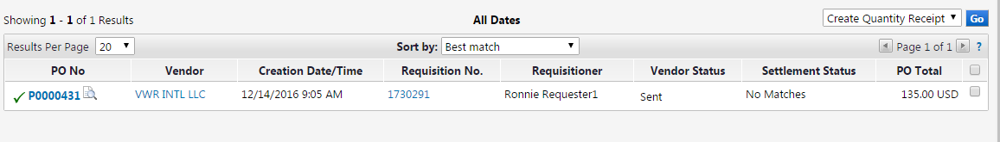 Showing 1 - 1 of 1 Results All Dates Create Quantity Receipt Go
Results Per Page 20 Sort by: Best match Page 1 of 1 ?
PO No Vendor Creation Date/Time Requisition No. Requisitioner Vendor Status Settlement Status PO Total
P0000431 VWR INTL LLC 12/14/2016 9:05 AM 1730291 Ronnie Requester1 Sent No Matches 135.00 USD